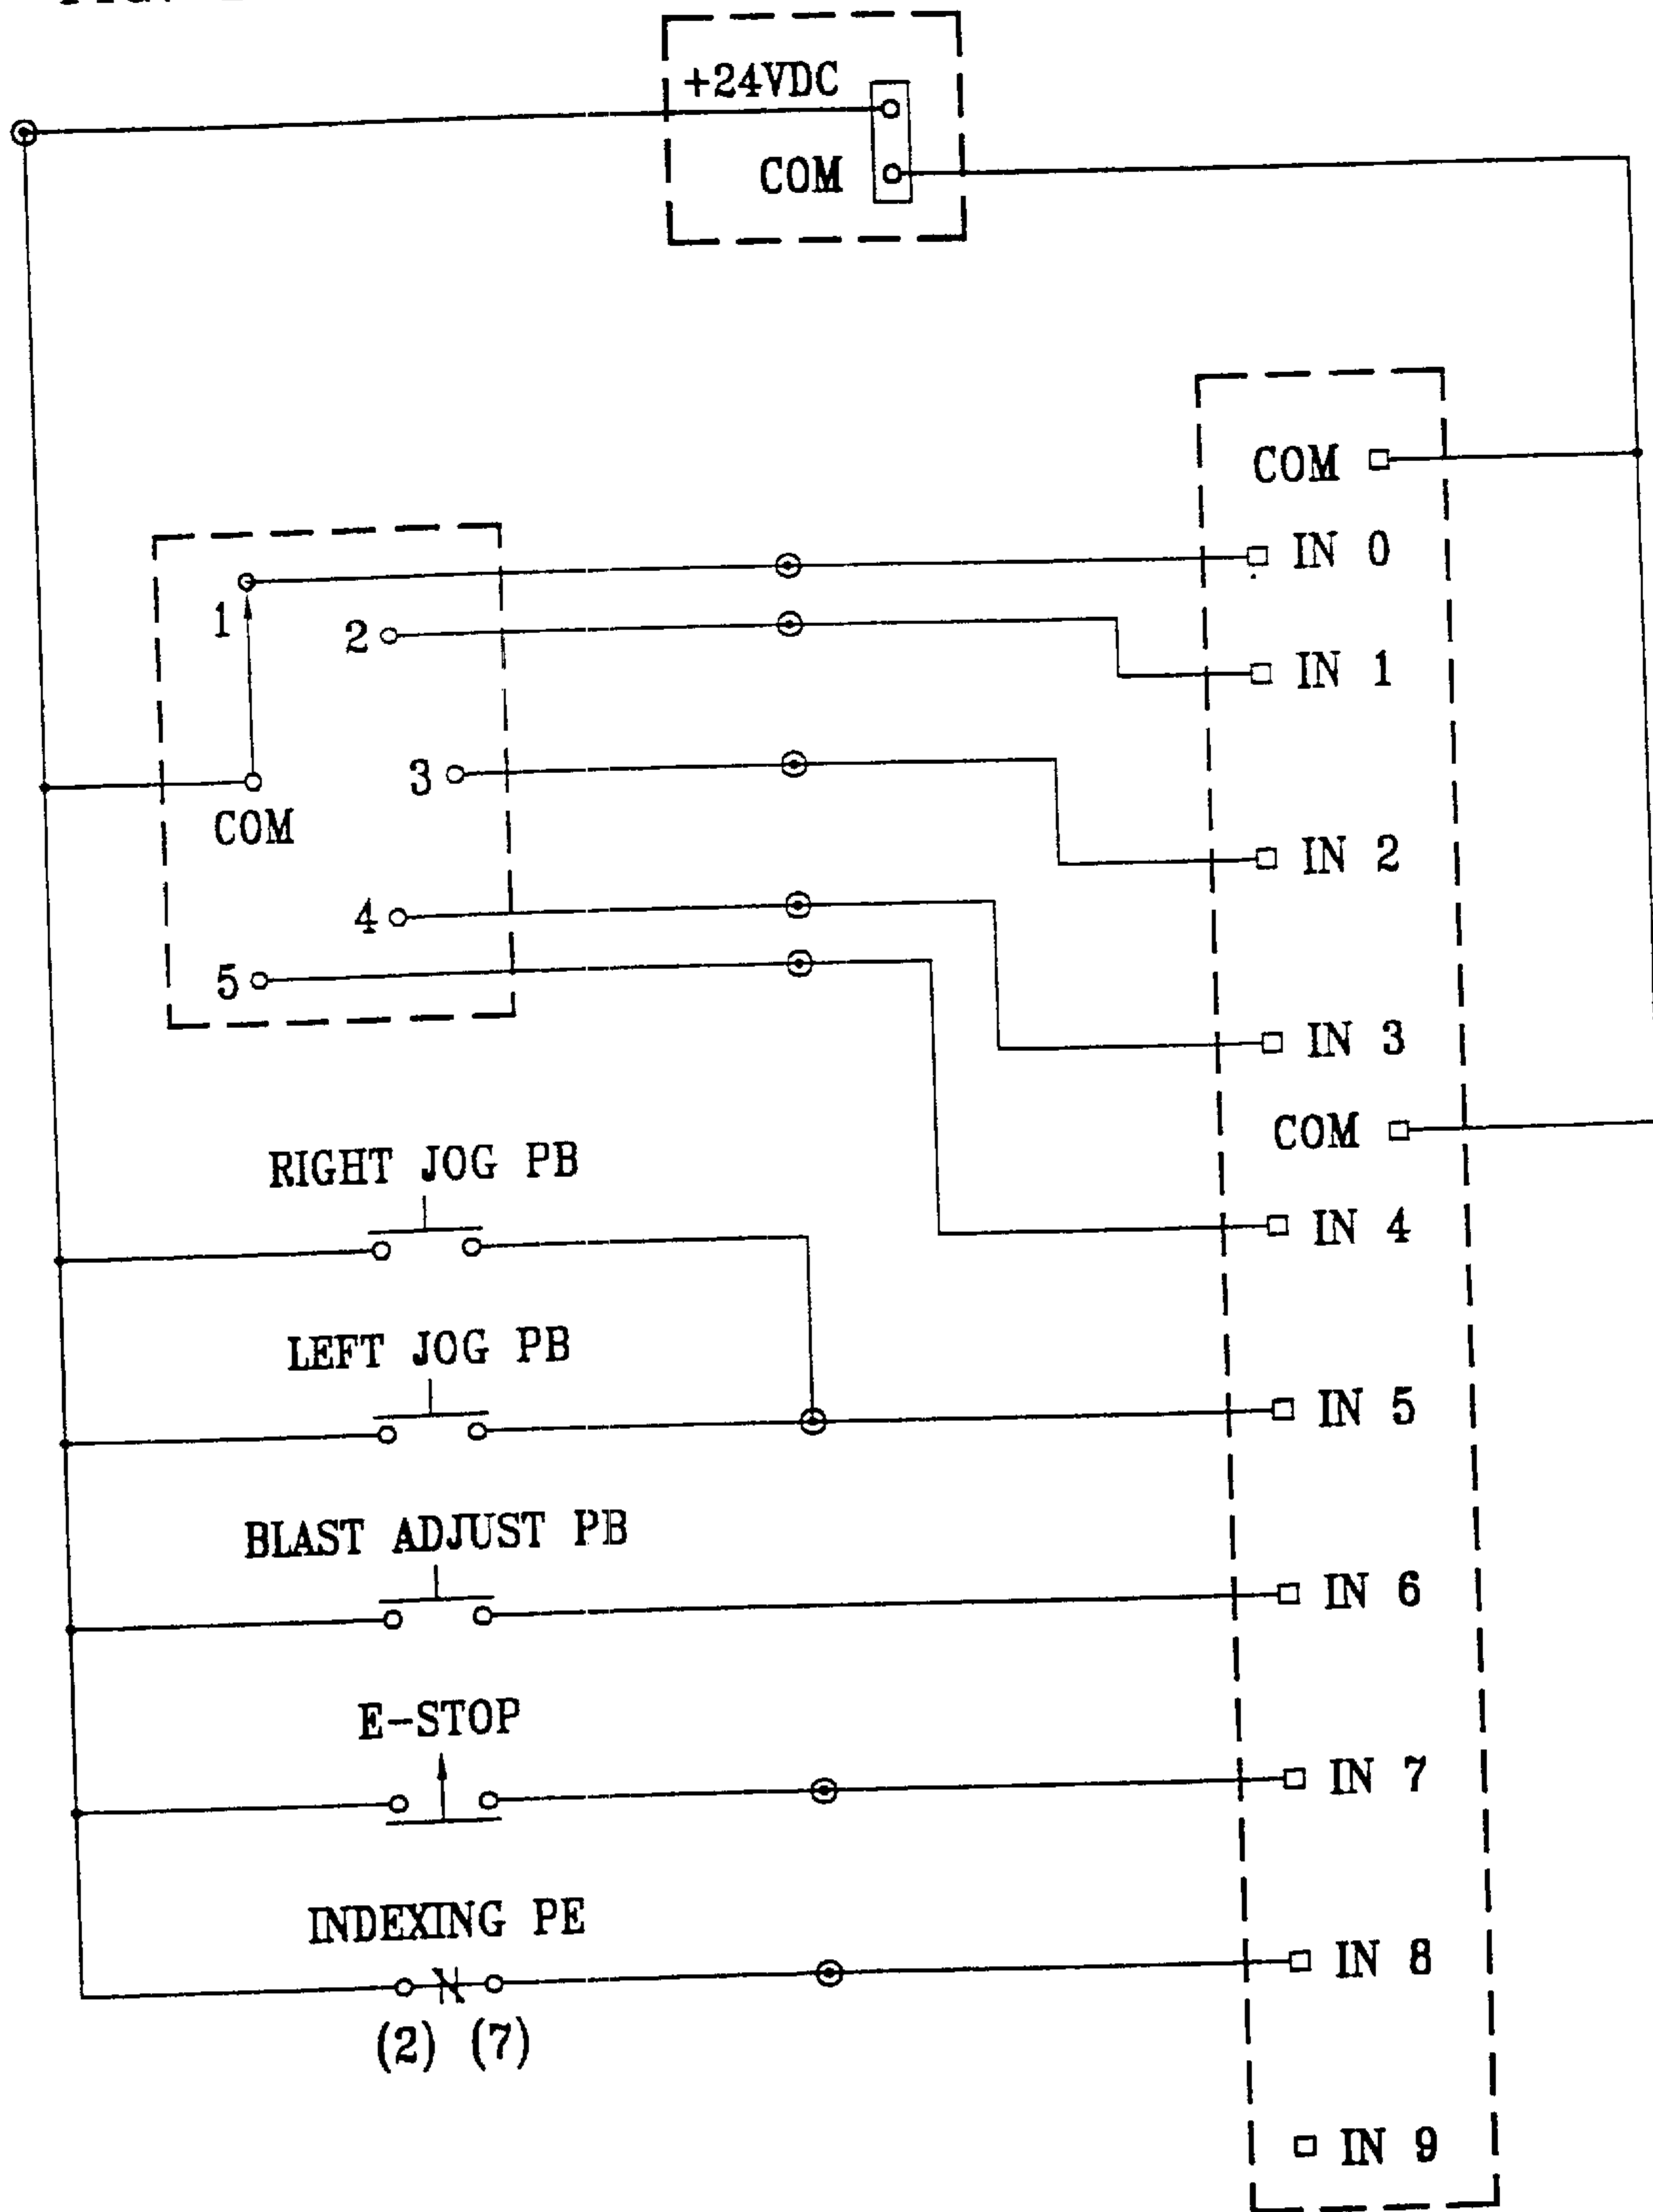 +24VDC
COM
COM
IN 0
1
2
IN 1
3
COM
IN 2
4
5
IN 3
COM
RIGHT JOG PB
IN 4
LEFT JOG PB
IN 5
BLAST ADJUST PB
IN 6
E-STOP
IN 7
INDEXING PE
IN 8
(2) (7)
IN 9